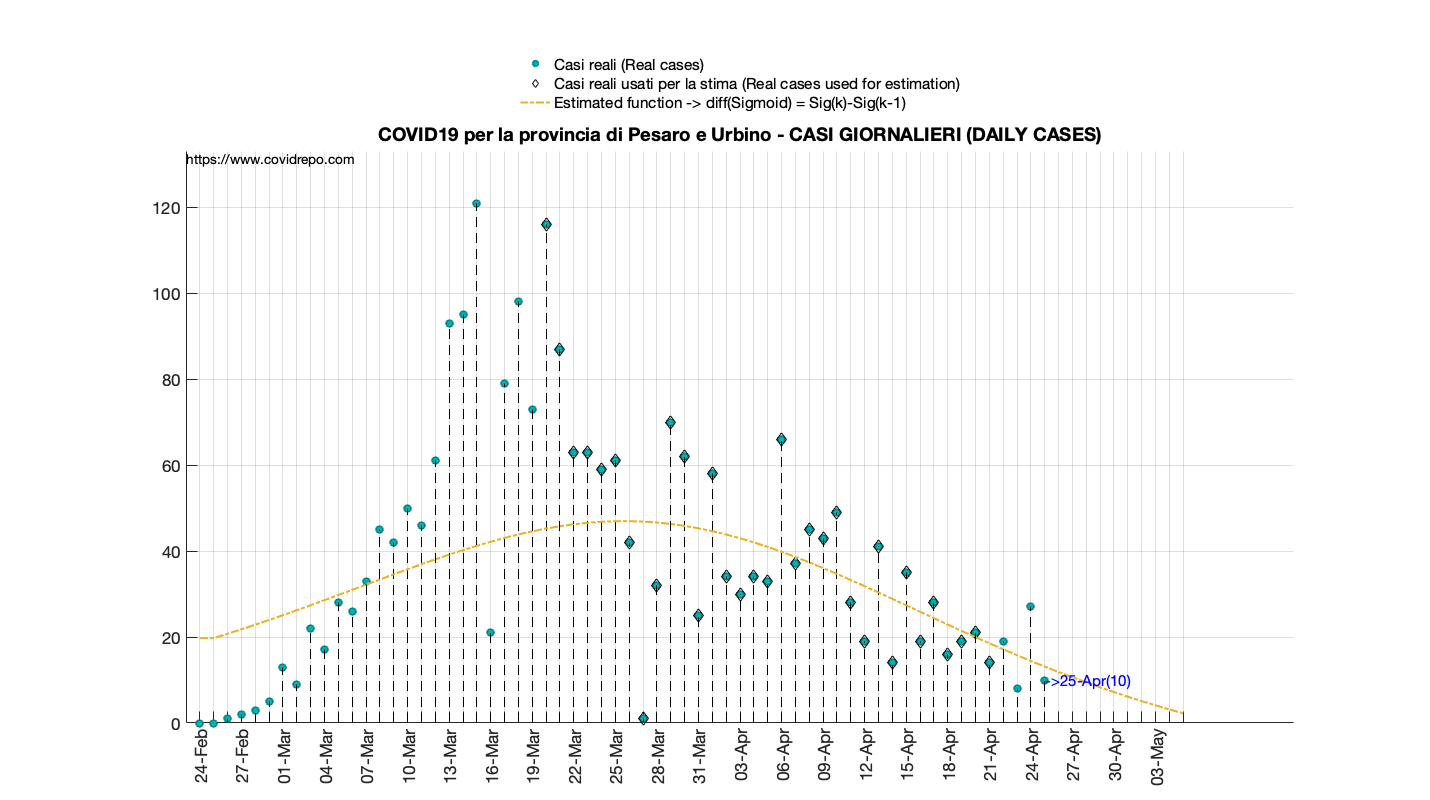 Casi reali (Real cases)
Casi reali usati per la stima (Real cases used for estimation)
Estimated function -> diff(Sigmoid) = Sig(k)-Sig(k-1)
COVID19 per la provincia di Pesaro e Urbino - CASI GIORNALIERI (DAILY CASES)
https://www.covidrepo.com
120
100
80
60
40
20
0
->25-Apr(10)
24-Feb
27-Feb
01-Mar
04-Mar
07-Mar
10-Mar
13-Mar
16-Mar
19-Mar
22-Mar
25-Mar
28-Mar
31-Mar
03-Apr
06-Apr
09-Apr
12-Apr
15-Apr
18-Apr
21-Apr
24-Apr
27-Apr
30-Apr
03-May